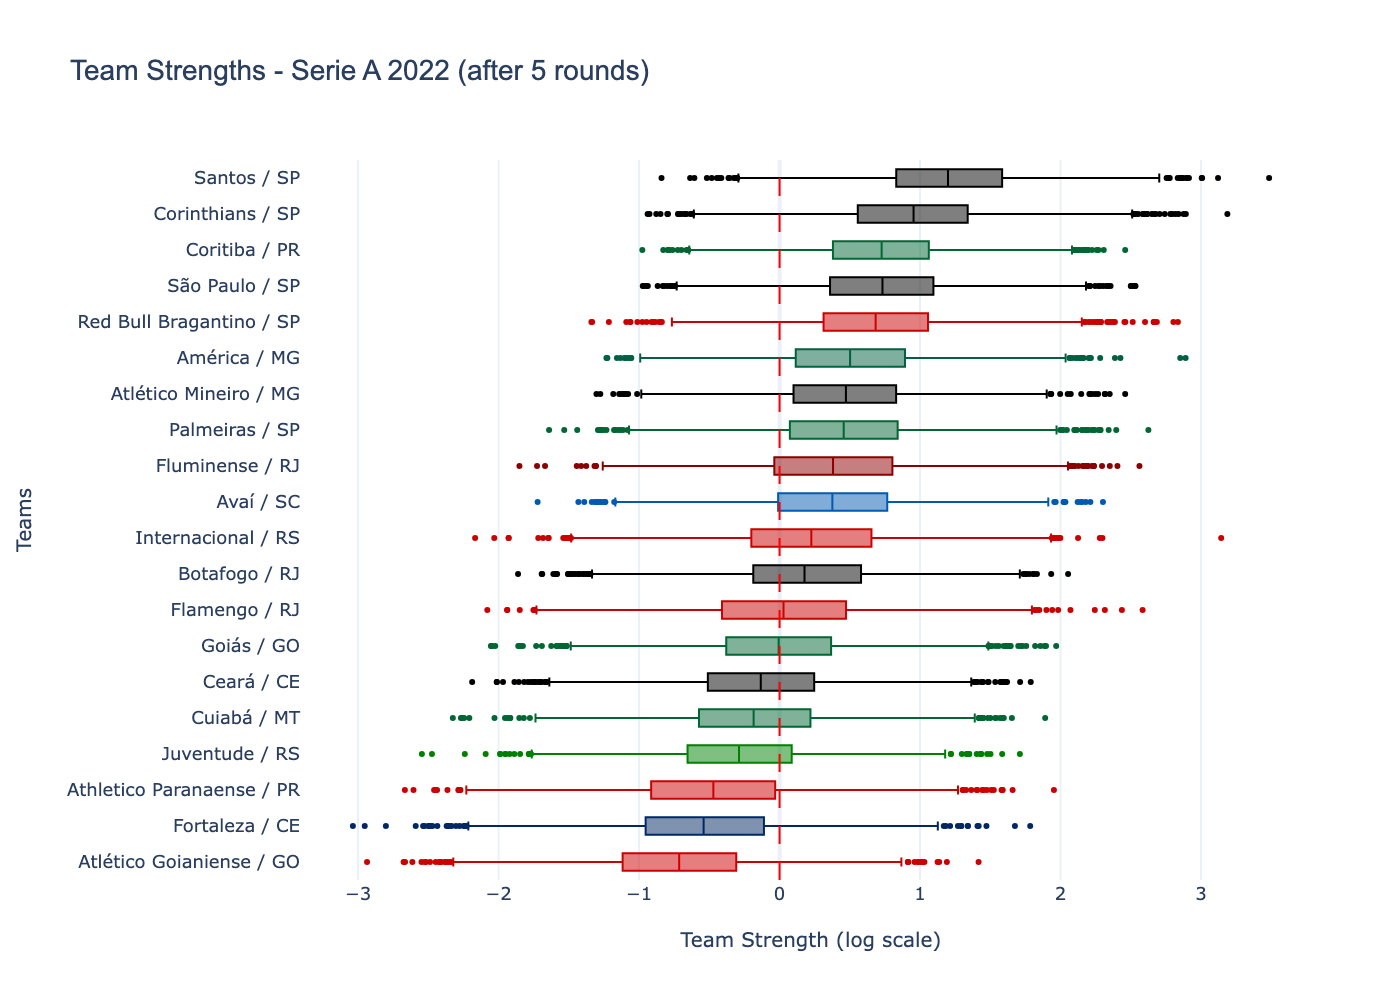 Team Strengths - Serie A 2022 (after 5 rounds)
Santos / SP
Corinthians / SP
Coritiba / PR
São Paulo / SP
Red Bull Bragantino / SP
América / MG
Atlético Mineiro / MG
Palmeiras / SP
Fluminense / RJ
Avaí / SC
Internacional / RS
Botafogo / RJ
Flamengo / RJ
Goiás / GO
Ceará / CE
Cuiabá / MT
Juventude / RS
Athletico Paranaense / PR
Fortaleza / CE
Atlético Goianiense / GO
Teams
−3 −2 −1 0 1 2 3
Team Strength (log scale)